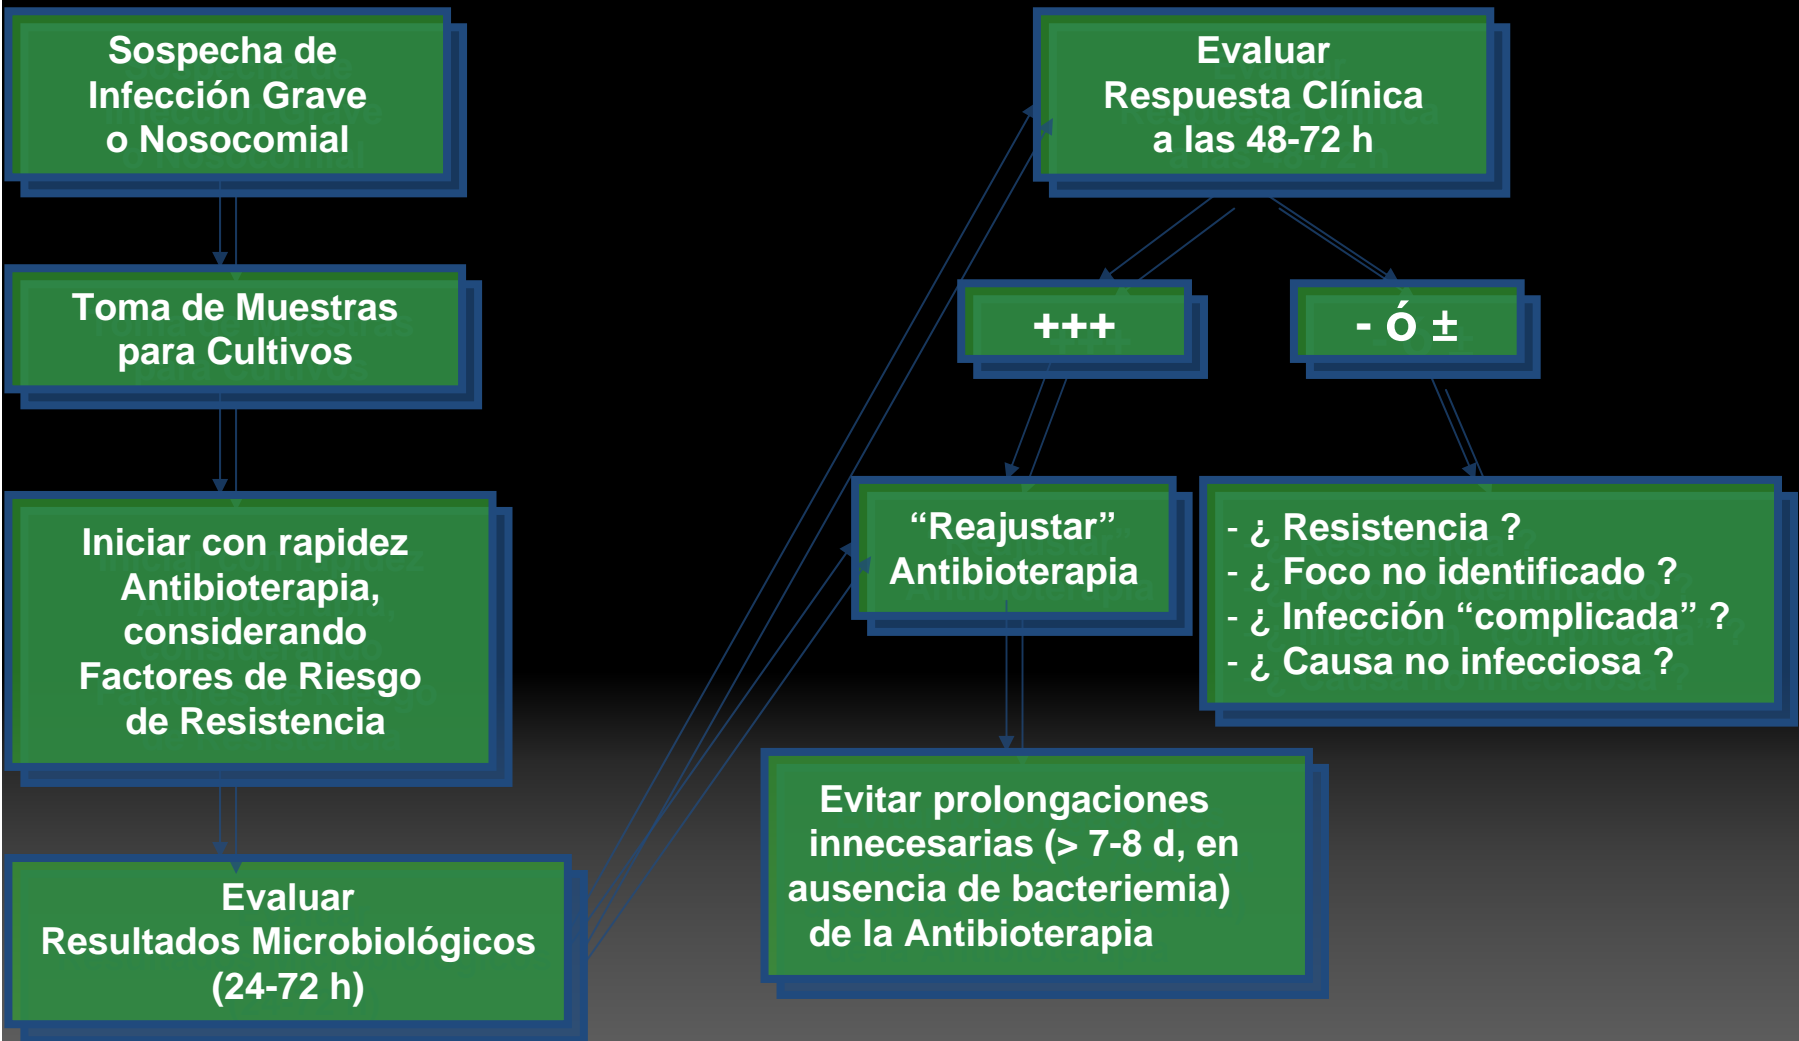 Sospecha de
Infección Grave
o Nosocomial
Toma de Muestras
para Cultivos
Iniciar con rapidez
Antibioterapia,
considerando
Factores de Riesgo
de Resistencia
Evaluar
Resultados Microbiológicos
(24-72 h)
Evaluar
Respuesta Clínica
a las 48-72 h
+++
- ó ±
“Reajustar”
Antibioterapia
- ¿ Resistencia ?
- ¿ Foco no identificado ?
- ¿ Infección “complicada” ?
- ¿ Causa no infecciosa ?
Evitar prolongaciones
innecesarias (> 7-8 d, en
ausencia de bacteriemia)
de la Antibioterapia